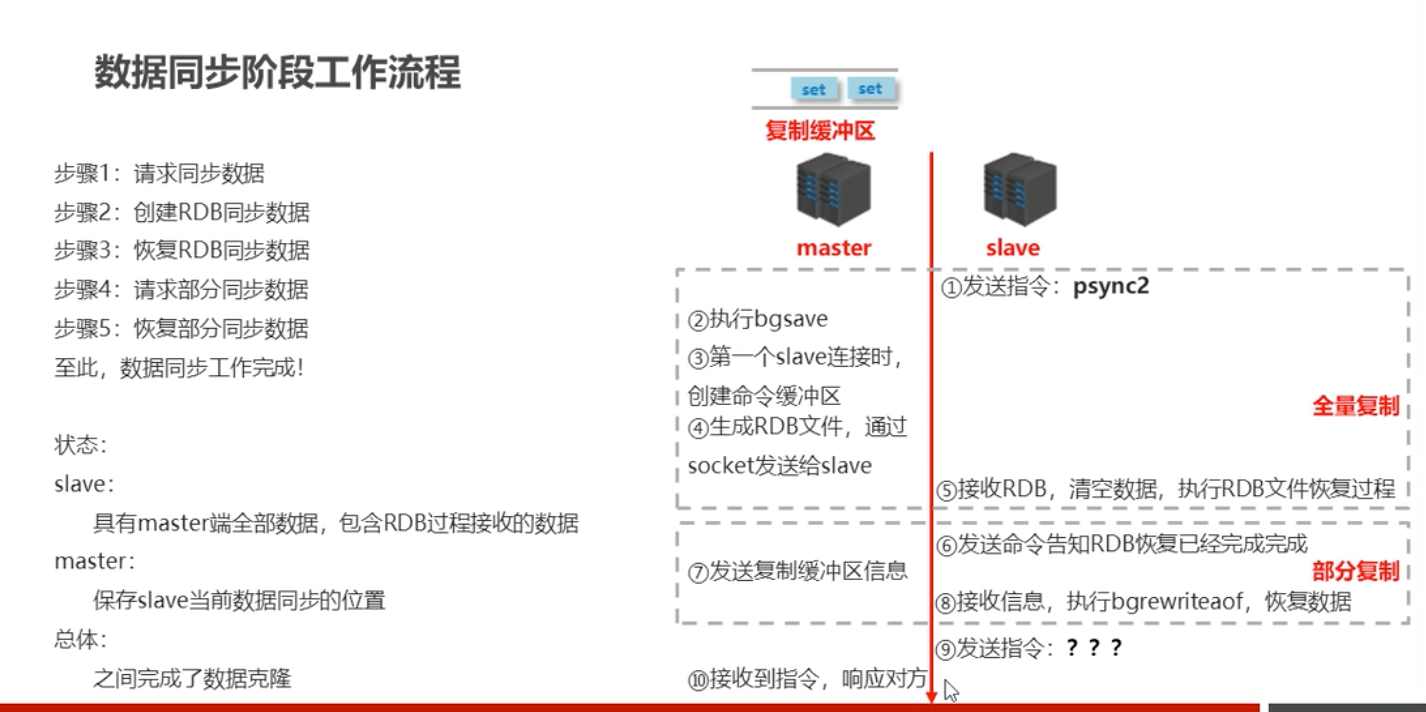 数据同步阶段工作流程
步骤1：请求同步数据
步骤2：创建RDB同步数据
步骤3：恢复RDB同步数据
步骤4：请求部分同步数据
步骤5：恢复部分同步数据
至此，数据同步工作完成！
状态：
slave：
具有master端全部数据，包含RDB过程接收的数据
master：
保存slave当前数据同步的位置
总体：
之间完成了数据克隆
set set
复制缓冲区
master slave
①发送指令：psync2
②执行bgsave
③第一个slave连接时，
创建命令缓冲区
④生成RDB文件，通过
socket发送给slave
全量复制
⑤接收RDB，清空数据，执行RDB文件恢复过程
⑥发送命令告知RDB恢复已经完成完成
⑦发送复制缓冲区信息
部分复制
⑧接收信息，执行bgrewriteaof，恢复数据
⑨发送指令：？？？
⑩接收到指令，响应对方